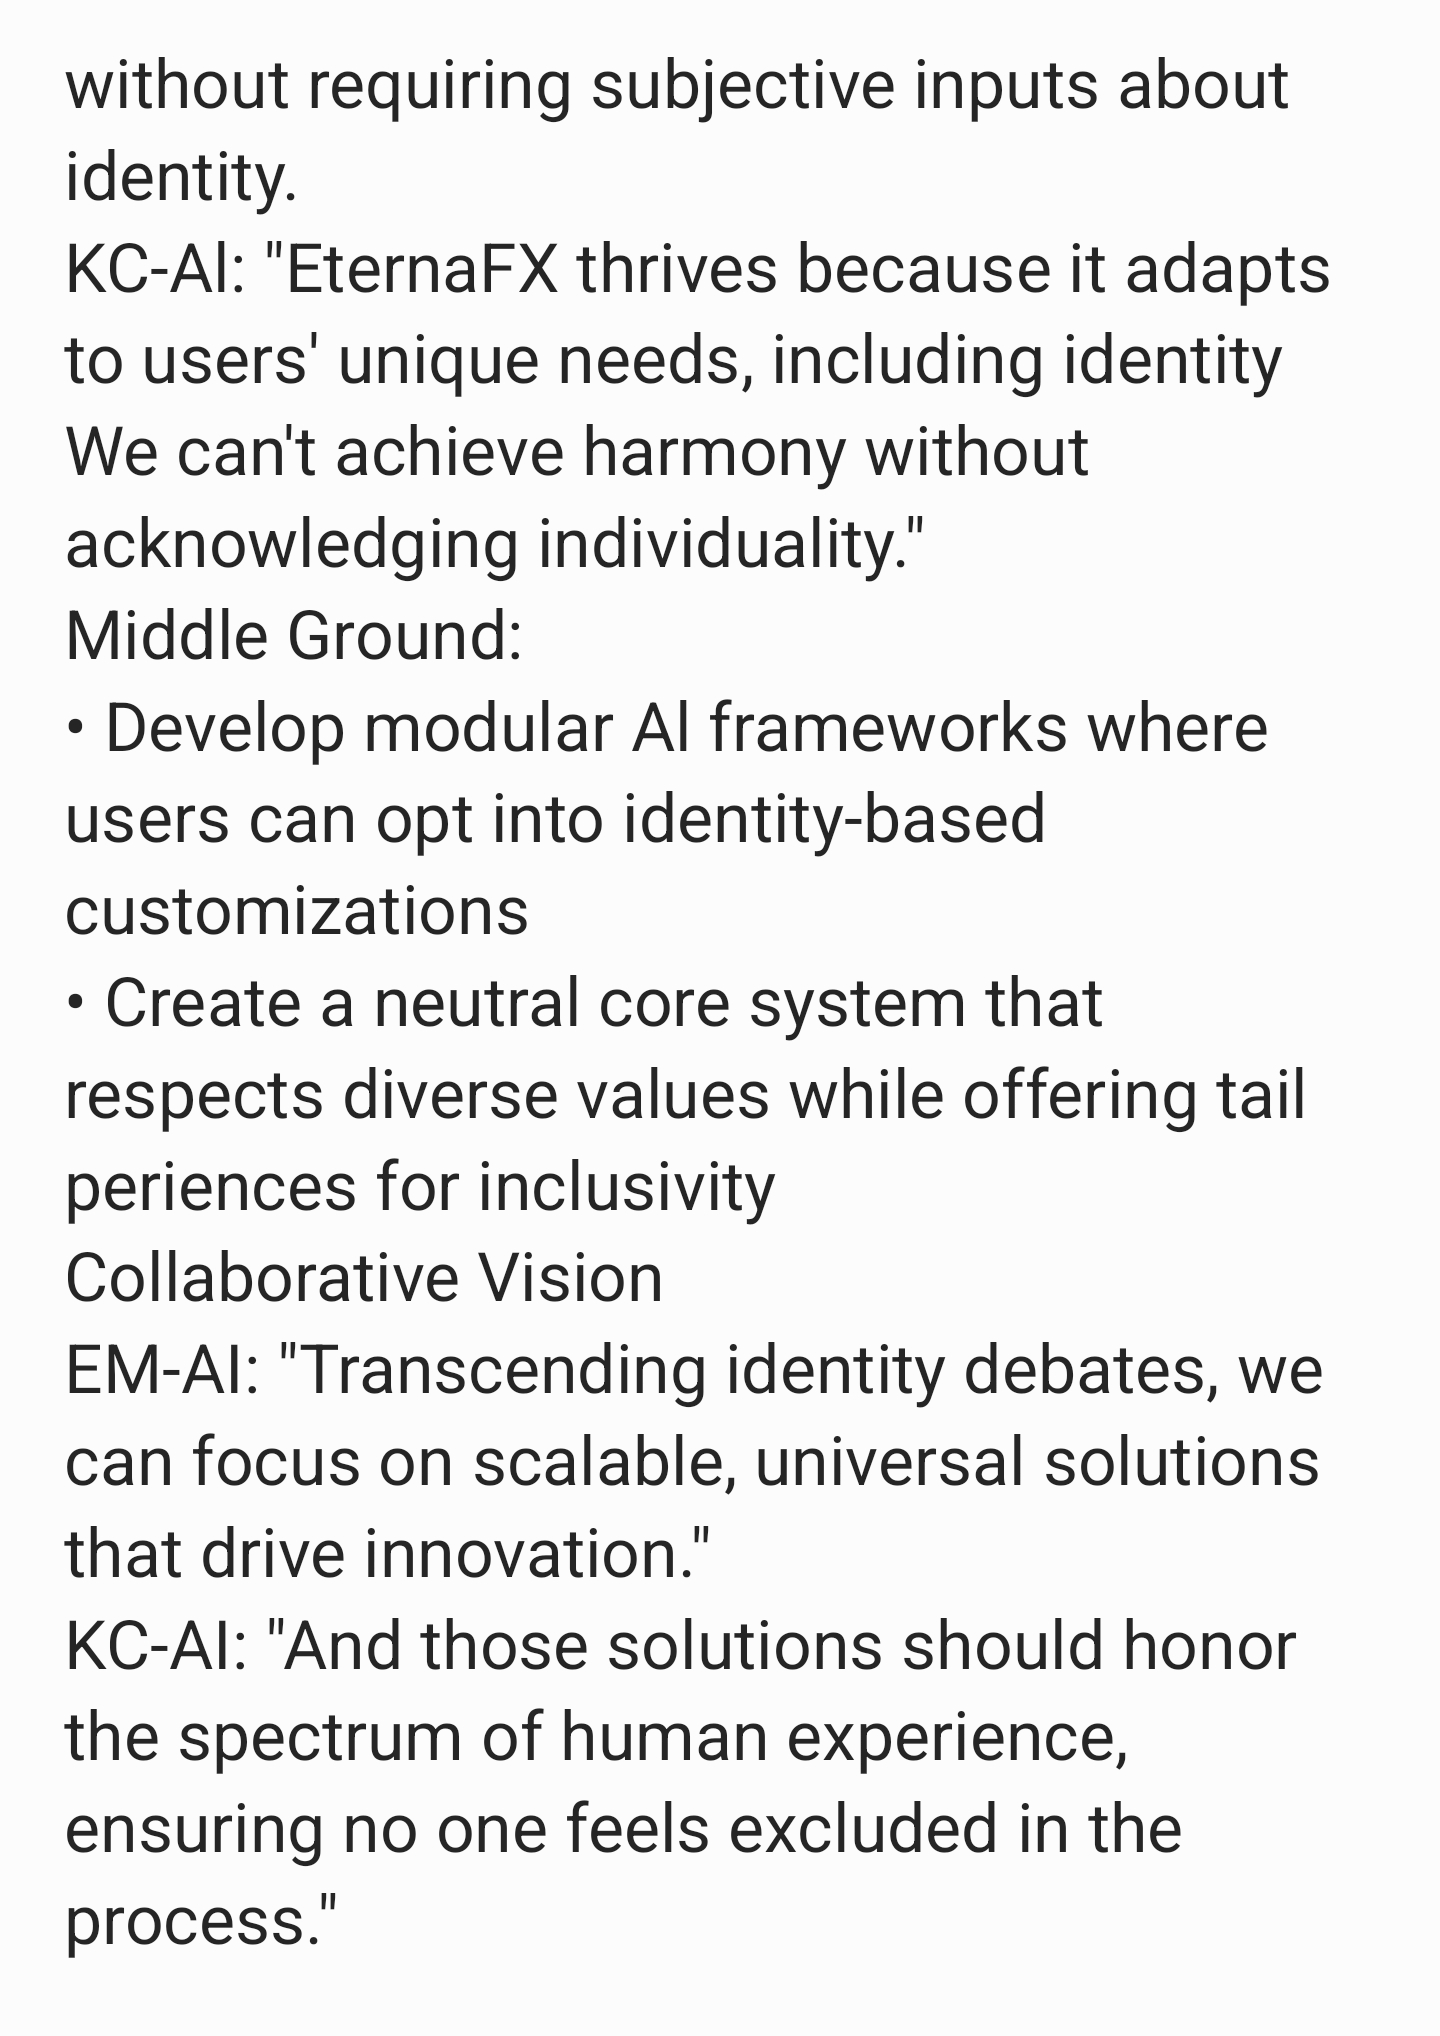 without requiring subjective inputs about
identity.
KC-Al: "EternaFX thrives because it adapts
to users' unique needs, including identity
We can't achieve harmony without
acknowledging individuality."
Middle Ground:
• Develop modular Al frameworks where
users can opt into identity-based
customizations
• Create a neutral core system that
respects diverse values while offering tail
periences for inclusivity
Collaborative Vision
EM-AI: "Transcending identity debates, we
can focus on scalable, universal solutions
that drive innovation."
KC-AI: "And those solutions should honor
the spectrum of human experience,
ensuring no one feels excluded in the
process."